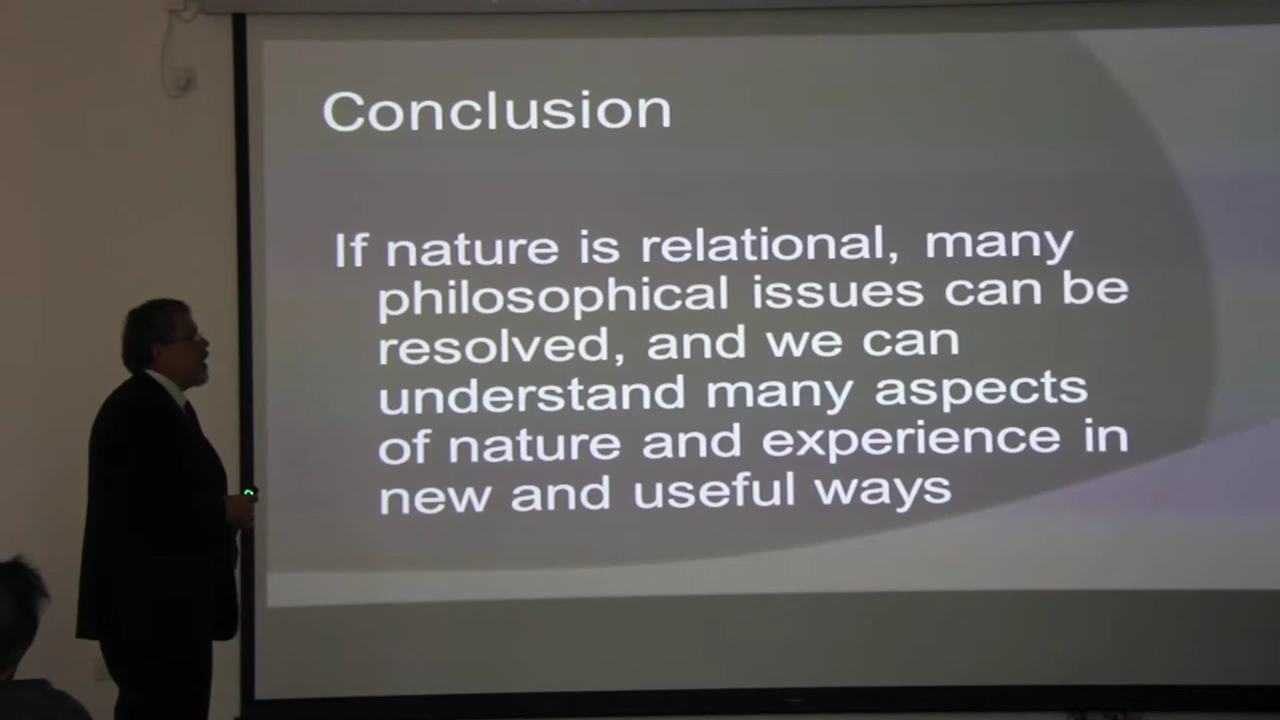 Conclusion
If nature is relational, many
philosophical issues can be
resolved, and we can
understand many aspects
of nature and experience in
new and useful ways